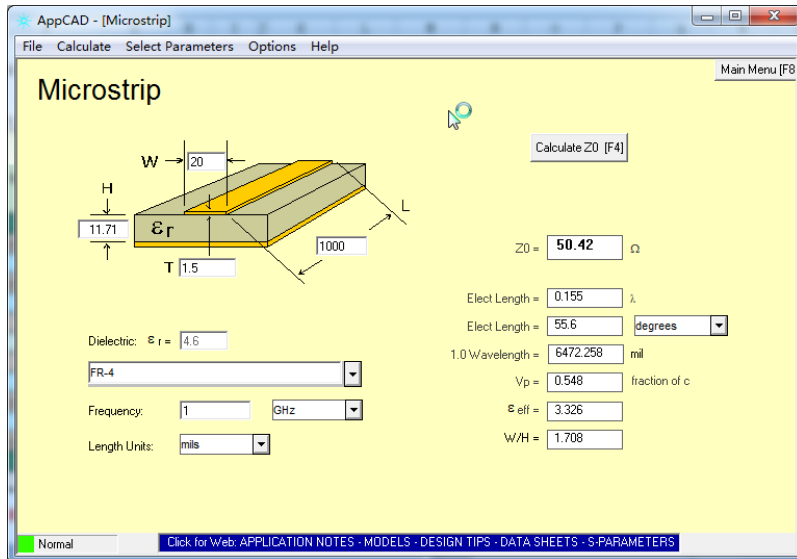 AppCAD - [Microstrip]
File Calculate Select Parameters Options Help
Main Menu [F8
Microstrip
Calculate Z0 [F4]
W 20
H
11.71
εr
L
1000
T 1.5
Z0 = 50.42 Ω
Elect Length = 0.155 λ
Elect Length = 55.6 degrees
1.0 Wavelength = 6472.258 mil
Vp = 0.548 fraction of c
ε eff = 3.326
W/H = 1.708
Dielectric: ε r = 4.6
FR-4
Frequency: 1 GHz
Length Units: mils
Normal
Click for Web: APPLICATION NOTES - MODELS - DESIGN TIPS - DATA SHEETS - S-PARAMETERS